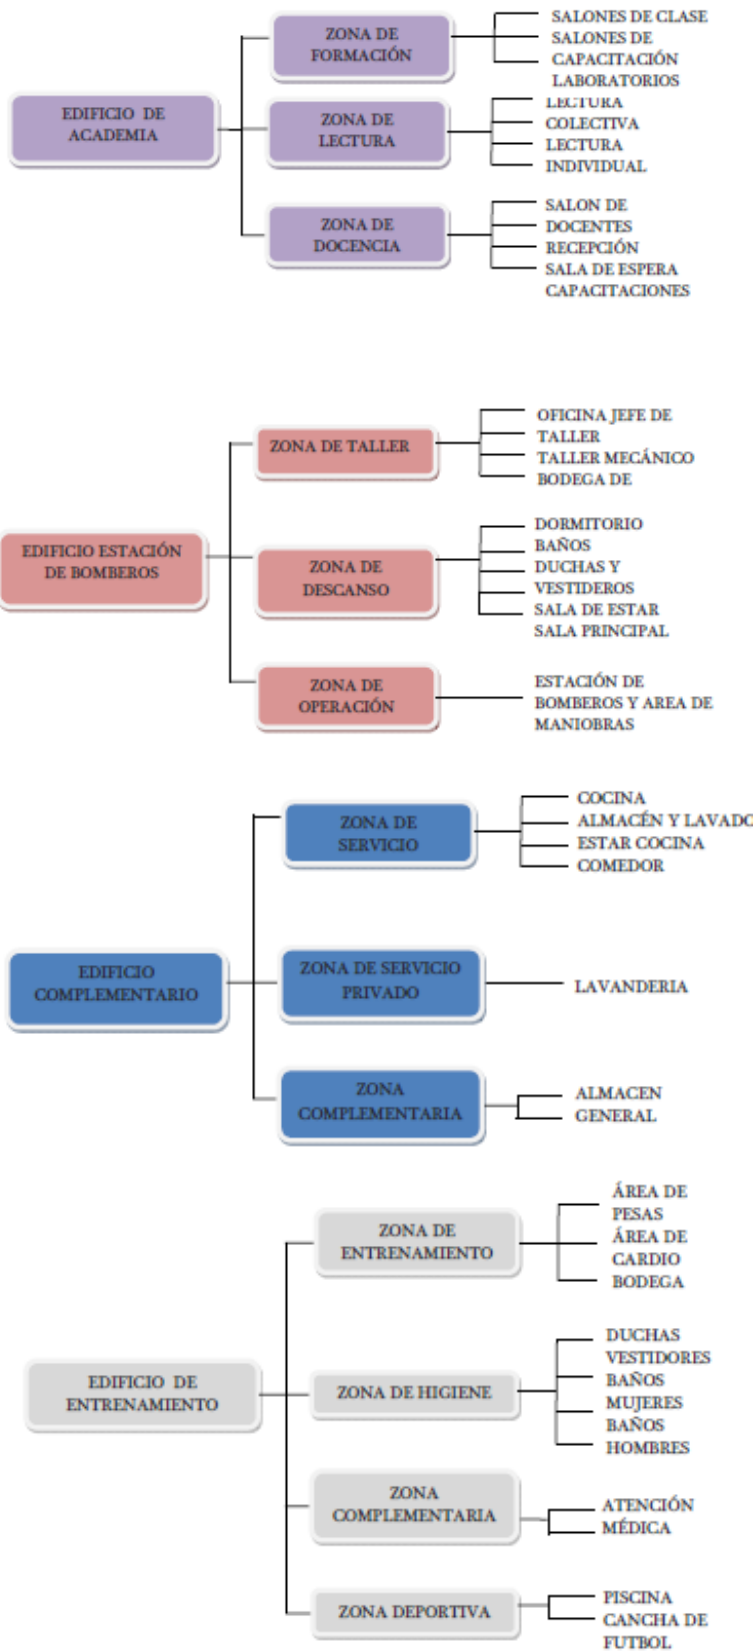 ZONA DE
FORMACIÓN
SALONES DE CLASE
SALONES DE
CAPACITACIÓN
LABORATORIOS
EDIFICIO DE
ACADEMIA
ZONA DE
LECTURA
LECTURA
COLECTIVA
LECTURA
INDIVIDUAL
ZONA DE
DOCENCIA
SALON DE
DOCENTES
RECEPCIÓN
SALA DE ESPERA
CAPACITACIONES
ZONA DE TALLER
OFICINA JEFE DE
TALLER
TALLER MECÁNICO
BODEGA DE
EDIFICIO ESTACIÓN
DE BOMBEROS
ZONA DE
DESCANSO
DORMITORIO
BAÑOS
DUCHAS Y
VESTIDEROS
SALA DE ESTAR
SALA PRINCIPAL
ZONA DE
OPERACIÓN
ESTACIÓN DE
BOMBEROS Y AREA DE
MANIOBRAS
ZONA DE
SERVICIO
COCINA
ALMACÉN Y LAVADO
ESTAR COCINA
COMEDOR
EDIFICIO
COMPLEMENTARIO
ZONA DE SERVICIO
PRIVADO
LAVANDERIA
ZONA
COMPLEMENTARIA
ALMACEN
GENERAL
ZONA DE
ENTRENAMIENTO
ÁREA DE
PESAS
ÁREA DE
CARDIO
BODEGA
EDIFICIO DE
ENTRENAMIENTO
ZONA DE HIGIENE
DUCHAS
VESTIDORES
BAÑOS
MUJERES
BAÑOS
HOMBRES
ZONA
COMPLEMENTARIA
ATENCIÓN
MÉDICA
ZONA DEPORTIVA
PISCINA
CANCHA DE
FUTBOL